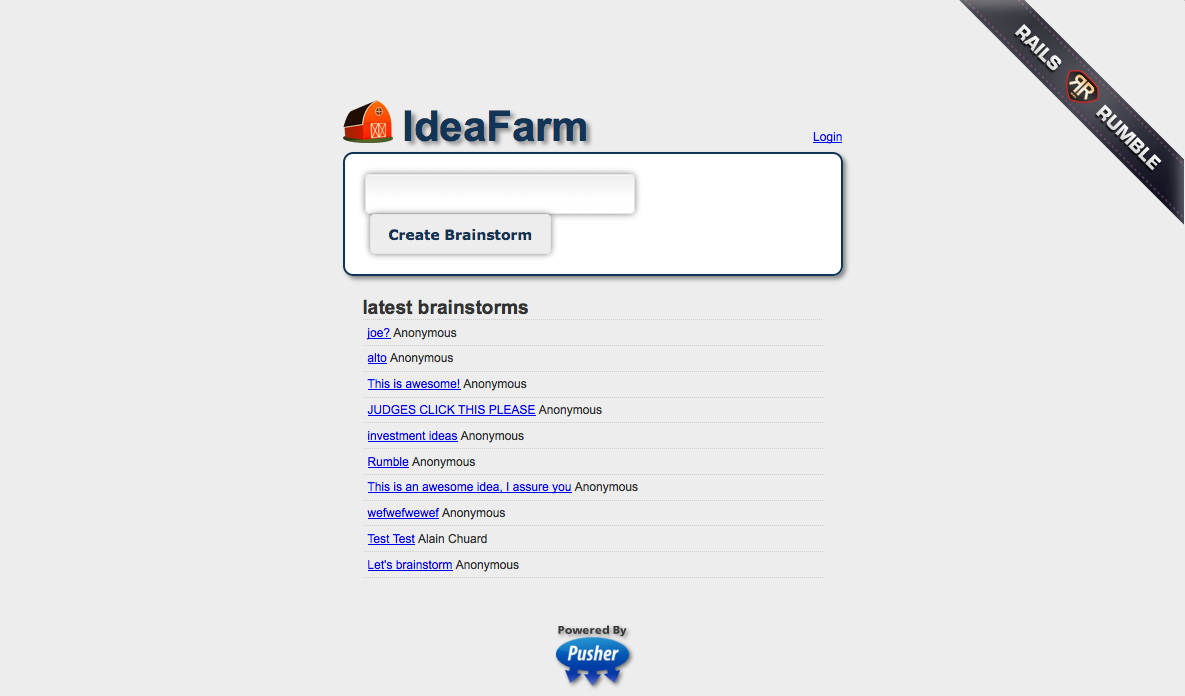 RAILS RR RUMBLE
IdeaFarm
Login
Create Brainstorm
latest brainstorms
joe? Anonymous
alto Anonymous
This is awesome! Anonymous
JUDGES CLICK THIS PLEASE Anonymous
investment ideas Anonymous
Rumble Anonymous
This is an awesome idea, I assure you Anonymous
wefwefwewef Anonymous
Test Test Alain Chuard
Let's brainstorm Anonymous
Powered By
Pusher